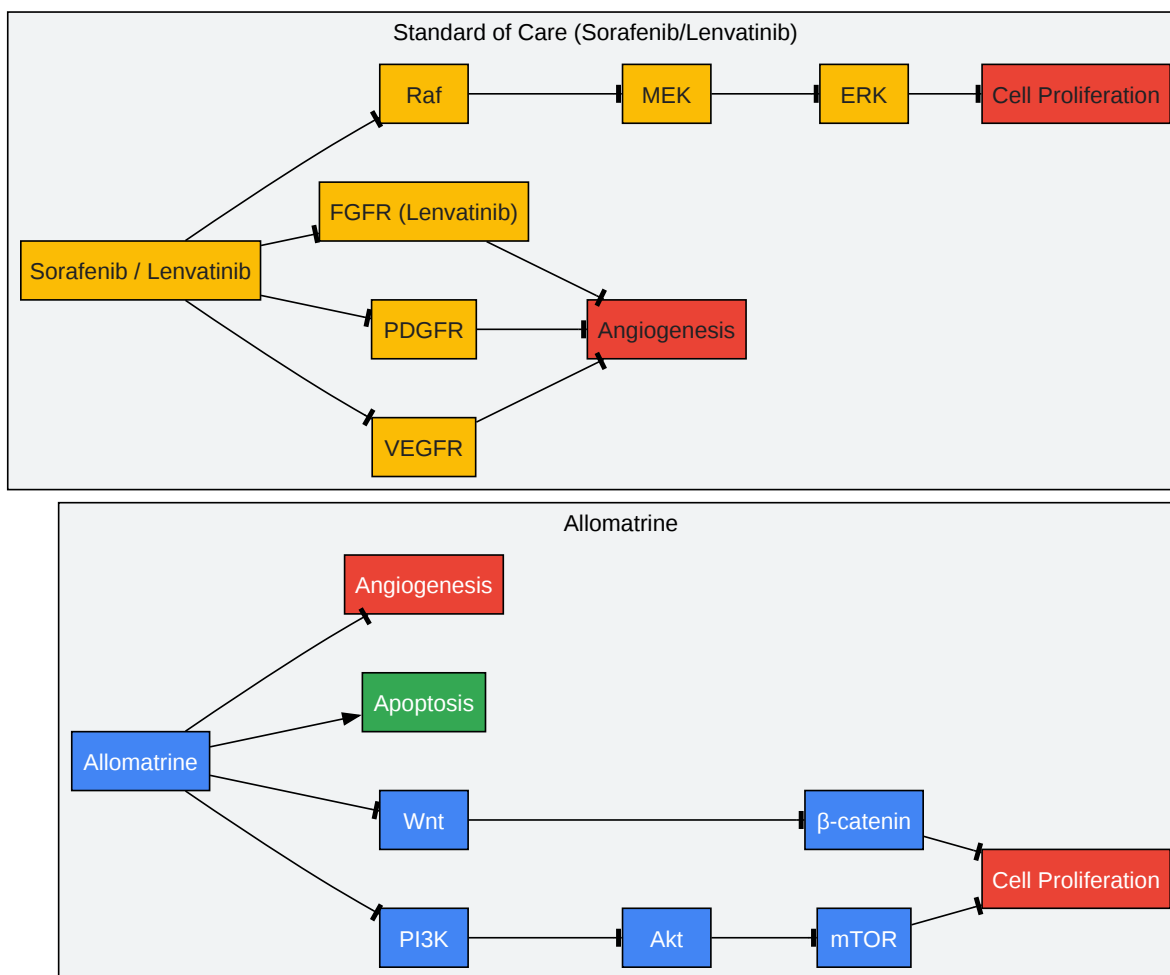 Standard of Care (Sorafenib/Lenvatinib)
Raf
MEK
ERK
Cell Proliferation
FGFR (Lenvatinib)
Sorafenib / Lenvatinib
PDGFR
Angiogenesis
VEGFR
Allomatrine
Angiogenesis
Apoptosis
Allomatrine
Wnt
β-catenin
Cell Proliferation
PI3K
Akt
mTOR